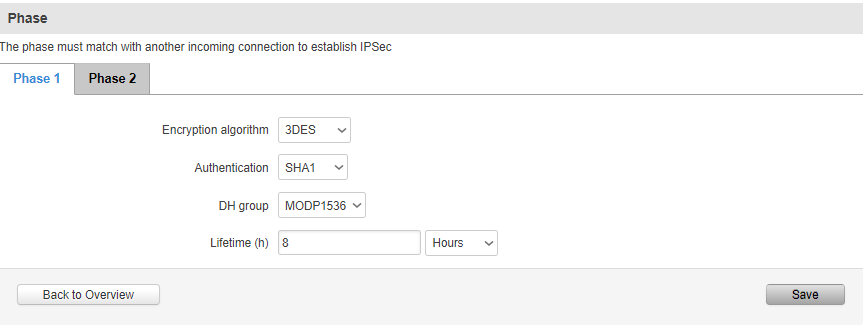 Phase
The phase must match with another incoming connection to establish IPSec
Phase 1 Phase 2
Encryption algorithm 3DES
Authentication SHA1
DH group MODP1536
Lifetime (h) 8 Hours
Back to Overview Save